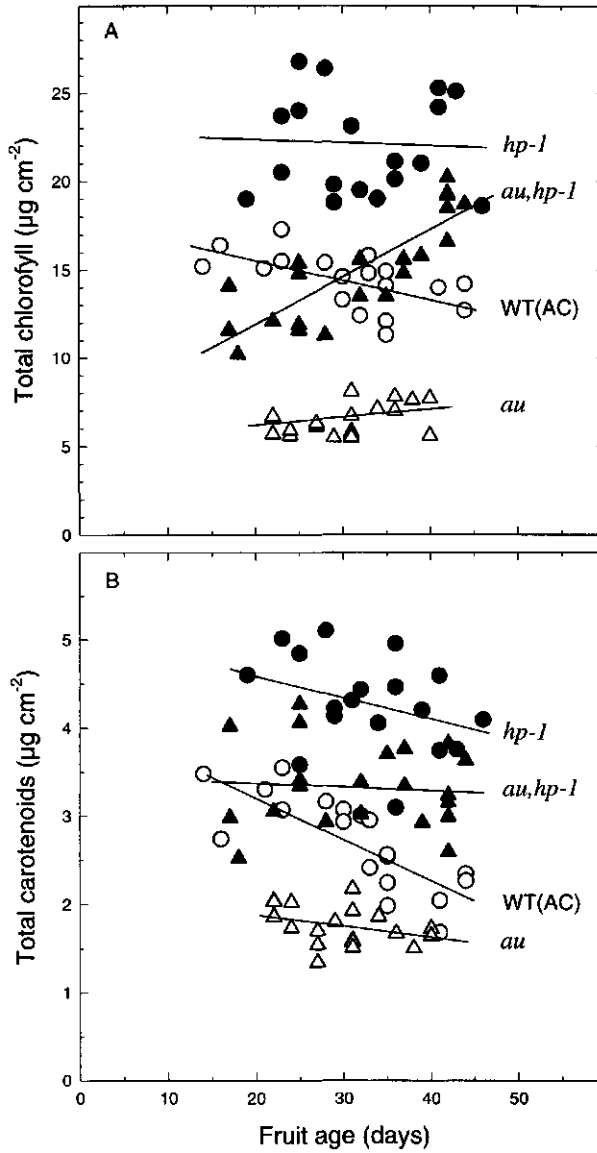 A
25
20
15
10
5
0
Total chlorofyll (µg cm-2)
hp-1
au,hp-1
WT(AC)
au
B
5
4
3
2
1
0
Total carotenoids (µg cm-2)
hp-1
au,hp-1
WT(AC)
au
0
10
20
30
40
50
Fruit age (days)